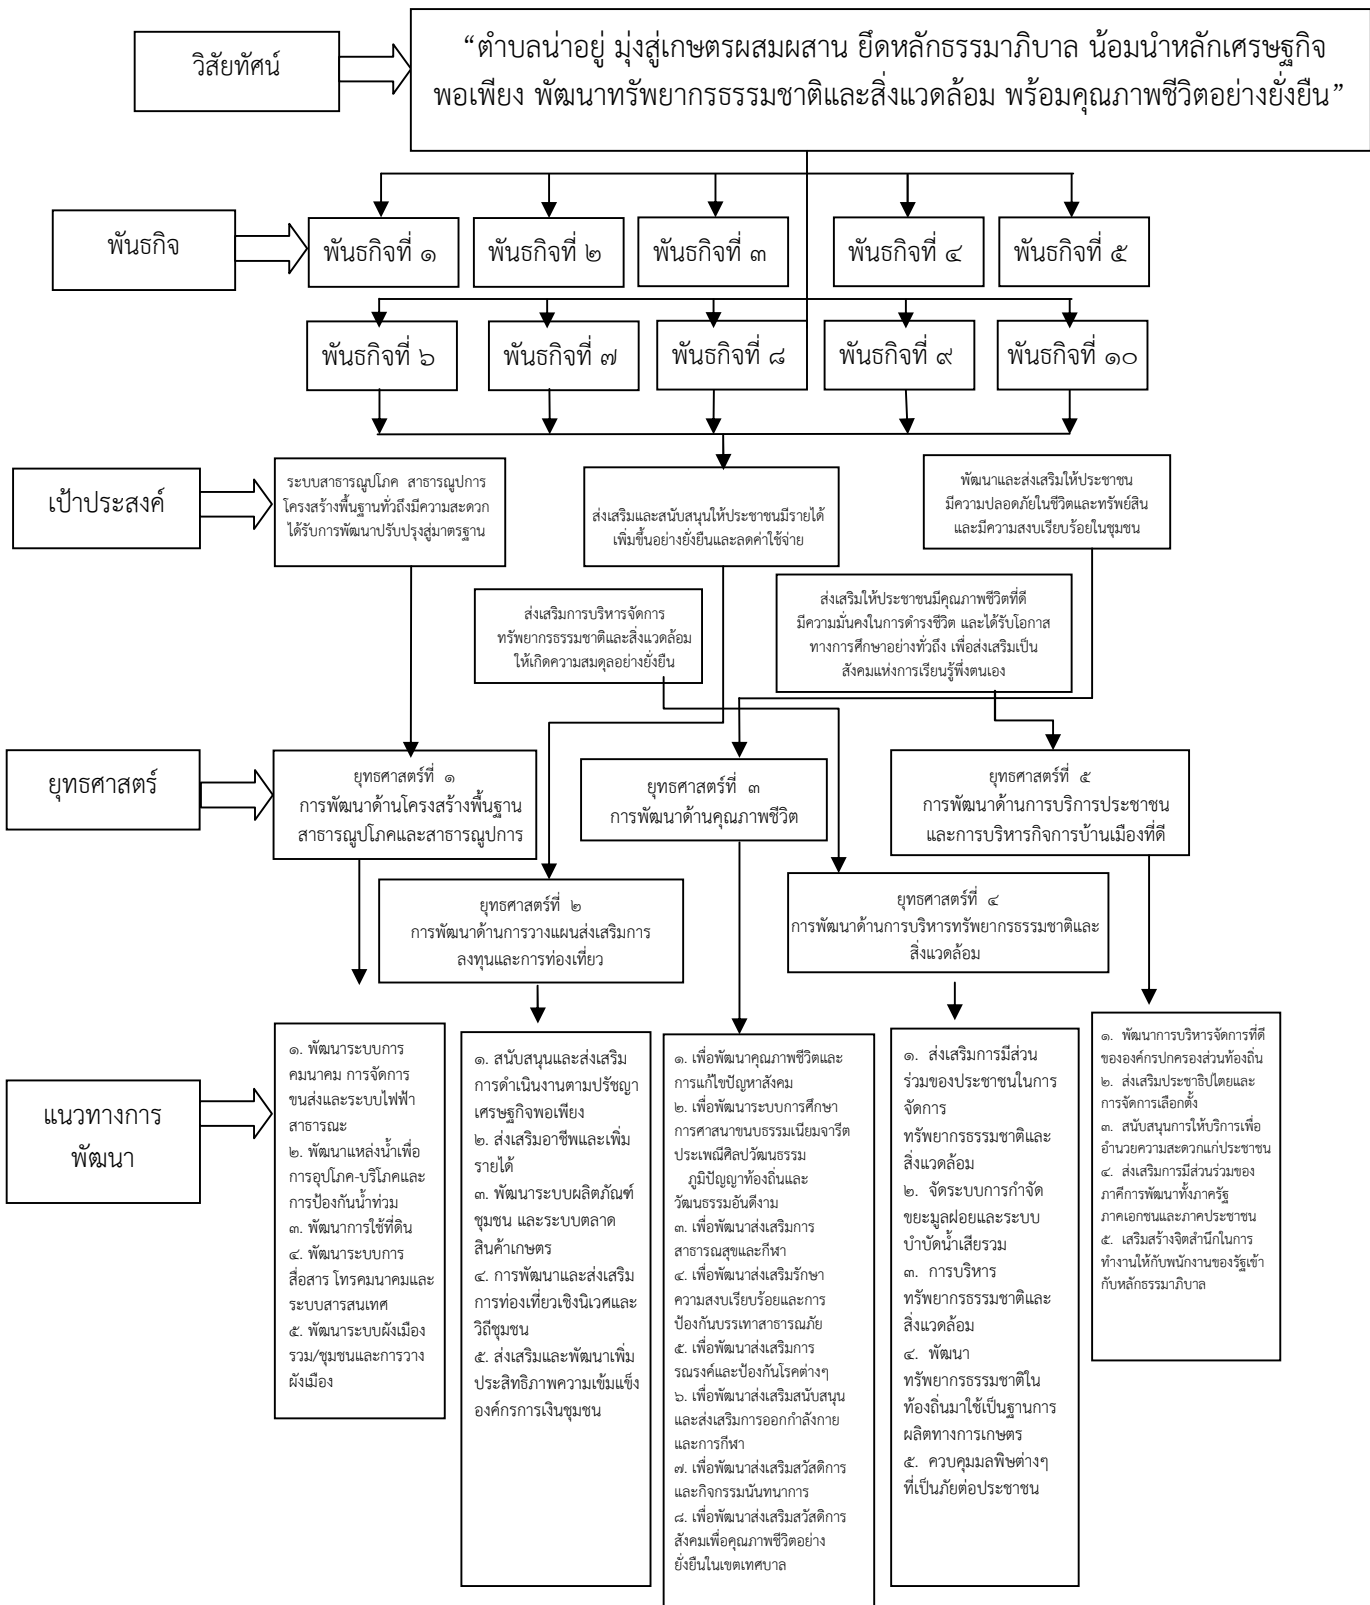 วิสัยทัศน์
“ตำบลน่าอยู่ มุ่งสู่เกษตรผสมผสาน ยึดหลักธรรมาภิบาล น้อมนำหลักเศรษฐกิจ
พอเพียง พัฒนาทรัพยากรธรรมชาติและสิ่งแวดล้อม พร้อมคุณภาพชีวิตอย่างยั่งยืน”
พันธกิจ
พันธกิจที่ ๑
พันธกิจที่ ๒
พันธกิจที่ ๓
พันธกิจที่ ๔
พันธกิจที่ ๕
พันธกิจที่ ๖
พันธกิจที่ ๗
พันธกิจที่ ๘
พันธกิจที่ ๙
พันธกิจที่ ๑๐
เป้าประสงค์
ระบบสาธารณูปโภค สาธารณูปการ
โครงสร้างพื้นฐานทั่วถึงมีความสะดวก
ได้รับการพัฒนาปรับปรุงสู่มาตรฐาน
ส่งเสริมและสนับสนุนให้ประชาชนมีรายได้
เพิ่มขึ้นอย่างยั่งยืนและลดค่าใช้จ่าย
พัฒนาและส่งเสริมให้ประชาชน
มีความปลอดภัยในชีวิตและทรัพย์สิน
และมีความสงบเรียบร้อยในชุมชน
ส่งเสริมการบริหารจัดการ
ทรัพยากรธรรมชาติและสิ่งแวดล้อม
ให้เกิดความสมดุลอย่างยั่งยืน
ส่งเสริมให้ประชาชนมีคุณภาพชีวิตที่ดี
มีความมั่นคงในการดำรงชีวิต และได้รับโอกาส
ทางการศึกษาอย่างทั่วถึง เพื่อส่งเสริมเป็น
สังคมแห่งการเรียนรู้พึ่งตนเอง
ยุทธศาสตร์
ยุทธศาสตร์ที่ ๑
การพัฒนาด้านโครงสร้างพื้นฐาน
สาธารณูปโภคและสาธารณูปการ
ยุทธศาสตร์ที่ ๓
การพัฒนาด้านคุณภาพชีวิต
ยุทธศาสตร์ที่ ๕
การพัฒนาด้านการบริการประชาชน
และการบริหารกิจการบ้านเมืองที่ดี
ยุทธศาสตร์ที่ ๒
การพัฒนาด้านการวางแผนส่งเสริมการ
ลงทุนและการท่องเที่ยว
ยุทธศาสตร์ที่ ๔
การพัฒนาด้านการบริหารทรัพยากรธรรมชาติและ
สิ่งแวดล้อม
แนวทางการ
พัฒนา
๑. พัฒนาระบบการ
คมนาคม การจัดการ
ขนส่งและระบบไฟฟ้า
สาธารณะ
๒. พัฒนาแหล่งน้ำเพื่อ
การอุปโภค-บริโภคและ
การป้องกันน้ำท่วม
๓. พัฒนาการใช้ที่ดิน
๔. พัฒนาระบบการ
สื่อสาร โทรคมนาคมและ
ระบบสารสนเทศ
๕. พัฒนาระบบผังเมือง
รวม/ชุมชนและการวาง
ผังเมือง
๑. สนับสนุนและส่งเสริม
การดำเนินงานตามปรัชญา
เศรษฐกิจพอเพียง
๒. ส่งเสริมอาชีพและเพิ่ม
รายได้
๓. พัฒนาระบบผลิตภัณฑ์
ชุมชน และระบบตลาด
สินค้าเกษตร
๔. การพัฒนาและส่งเสริม
การท่องเที่ยวเชิงนิเวศและ
วิถีชุมชน
๕. ส่งเสริมและพัฒนาเพิ่ม
ประสิทธิภาพความเข้มแข็ง
องค์กรการเงินชุมชน
๑. เพื่อพัฒนาคุณภาพชีวิตและ
การแก้ไขปัญหาสังคม
๒. เพื่อพัฒนาระบบการศึกษา
การศาสนาขนบธรรมเนียมจารีต
ประเพณีศิลปวัฒนธรรม
ภูมิปัญญาท้องถิ่นและ
วัฒนธรรมอันดีงาม
๓. เพื่อพัฒนาส่งเสริมการ
สาธารณสุขและกีฬา
๔. เพื่อพัฒนาส่งเสริมรักษา
ความสงบเรียบร้อยและการ
ป้องกันบรรเทาสาธารณภัย
๕. เพื่อพัฒนาส่งเสริมการ
รณรงค์และป้องกันโรคต่างๆ
๖. เพื่อพัฒนาส่งเสริมสนับสนุน
และส่งเสริมการออกกำลังกาย
และการกีฬา
๗. เพื่อพัฒนาส่งเสริมสวัสดิการ
และกิจกรรมนันทนาการ
๘. เพื่อพัฒนาส่งเสริมสวัสดิการ
สังคมเพื่อคุณภาพชีวิตอย่าง
ยั่งยืนในเขตเทศบาล
๑. ส่งเสริมการมีส่วน
ร่วมของประชาชนในการ
จัดการ
ทรัพยากรธรรมชาติและ
สิ่งแวดล้อม
๒. จัดระบบการกำจัด
ขยะมูลฝอยและระบบ
บำบัดน้ำเสียรวม
๓. การบริหาร
ทรัพยากรธรรมชาติและ
สิ่งแวดล้อม
๔. พัฒนา
ทรัพยากรธรรมชาติใน
ท้องถิ่นมาใช้เป็นฐานการ
ผลิตทางการเกษตร
๕. ควบคุมมลพิษต่างๆ
ที่เป็นภัยต่อประชาชน
๑. พัฒนาการบริหารจัดการที่ดี
ขององค์กรปกครองส่วนท้องถิ่น
๒. ส่งเสริมประชาธิปไตยและ
การจัดการเลือกตั้ง
๓. สนับสนุนการให้บริการเพื่อ
อำนวยความสะดวกแก่ประชาชน
๔. ส่งเสริมการมีส่วนร่วมของ
ภาคีการพัฒนาทั้งภาครัฐ
ภาคเอกชนและภาคประชาชน
๕. เสริมสร้างจิตสำนึกในการ
ทำงานให้กับพนักงานของรัฐเข้า
กับหลักธรรมาภิบาล